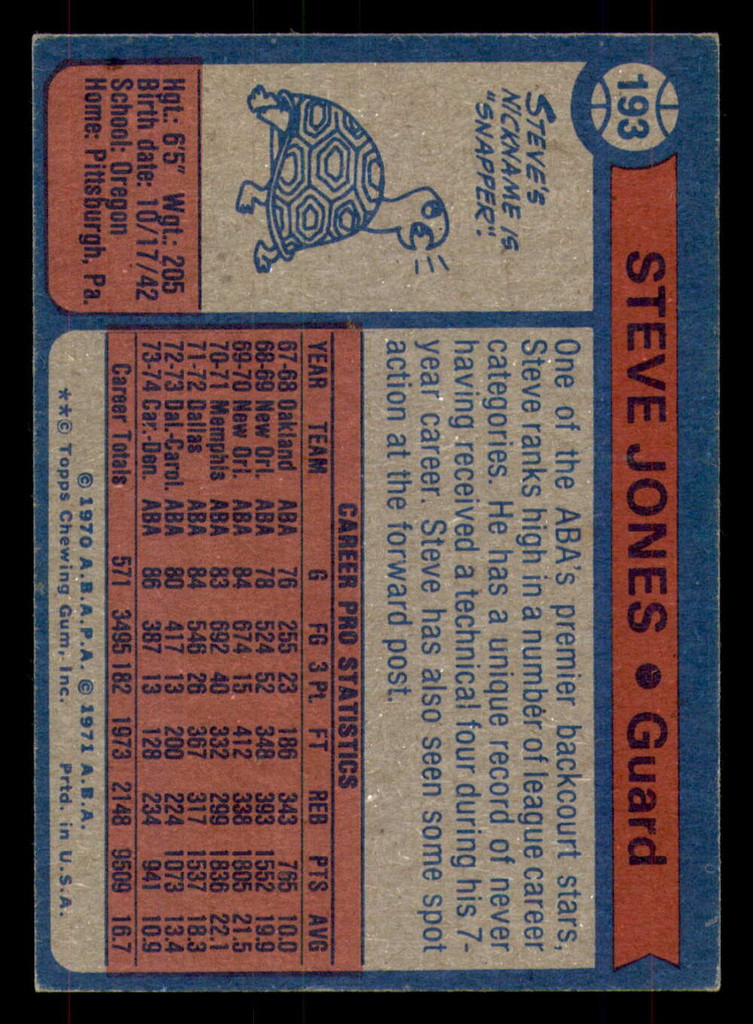 193
STEVE JONES ● Guard
STEVE'S
NICKNAME IS
"SNAPPER".
Hgt.: 6'5" Wgt.: 205
Birth date: 10/17/42
School: Oregon
Home: Pittsburgh, Pa.
One of the ABA's premier backcourt stars,
Steve ranks high in a number of league career
categories. He has a unique record of never
having received a technical four during his 7-
year career. Steve has also seen some spot
action at the forward post.
CAREER PRO STATISTICS
YEAR TEAM G FG 3 Pt. FT REB PTS AVG
67-68 Oakland ABA 76 255 23 186 343 765 10.0
68-69 New Orl. ABA 78 524 52 348 393 1552 19.9
69-70 New Orl. ABA 84 674 15 412 338 1805 21.5
70-71 Memphis ABA 83 692 40 332 299 1836 22.1
71-72 Dallas ABA 84 546 26 367 317 1537 18.3
72-73 Dal.-Carol. ABA 80 417 13 200 224 1073 13.4
73-74 Car.-Den. ABA 86 387 13 128 234 941 10.9
Career Totals 571 3495 182 1973 2148 9509 16.7
© 1970 A.B.A.P.A. © 1971 A.B.A.
**© Topps Chewing Gum, Inc. Prtd. in U.S.A.